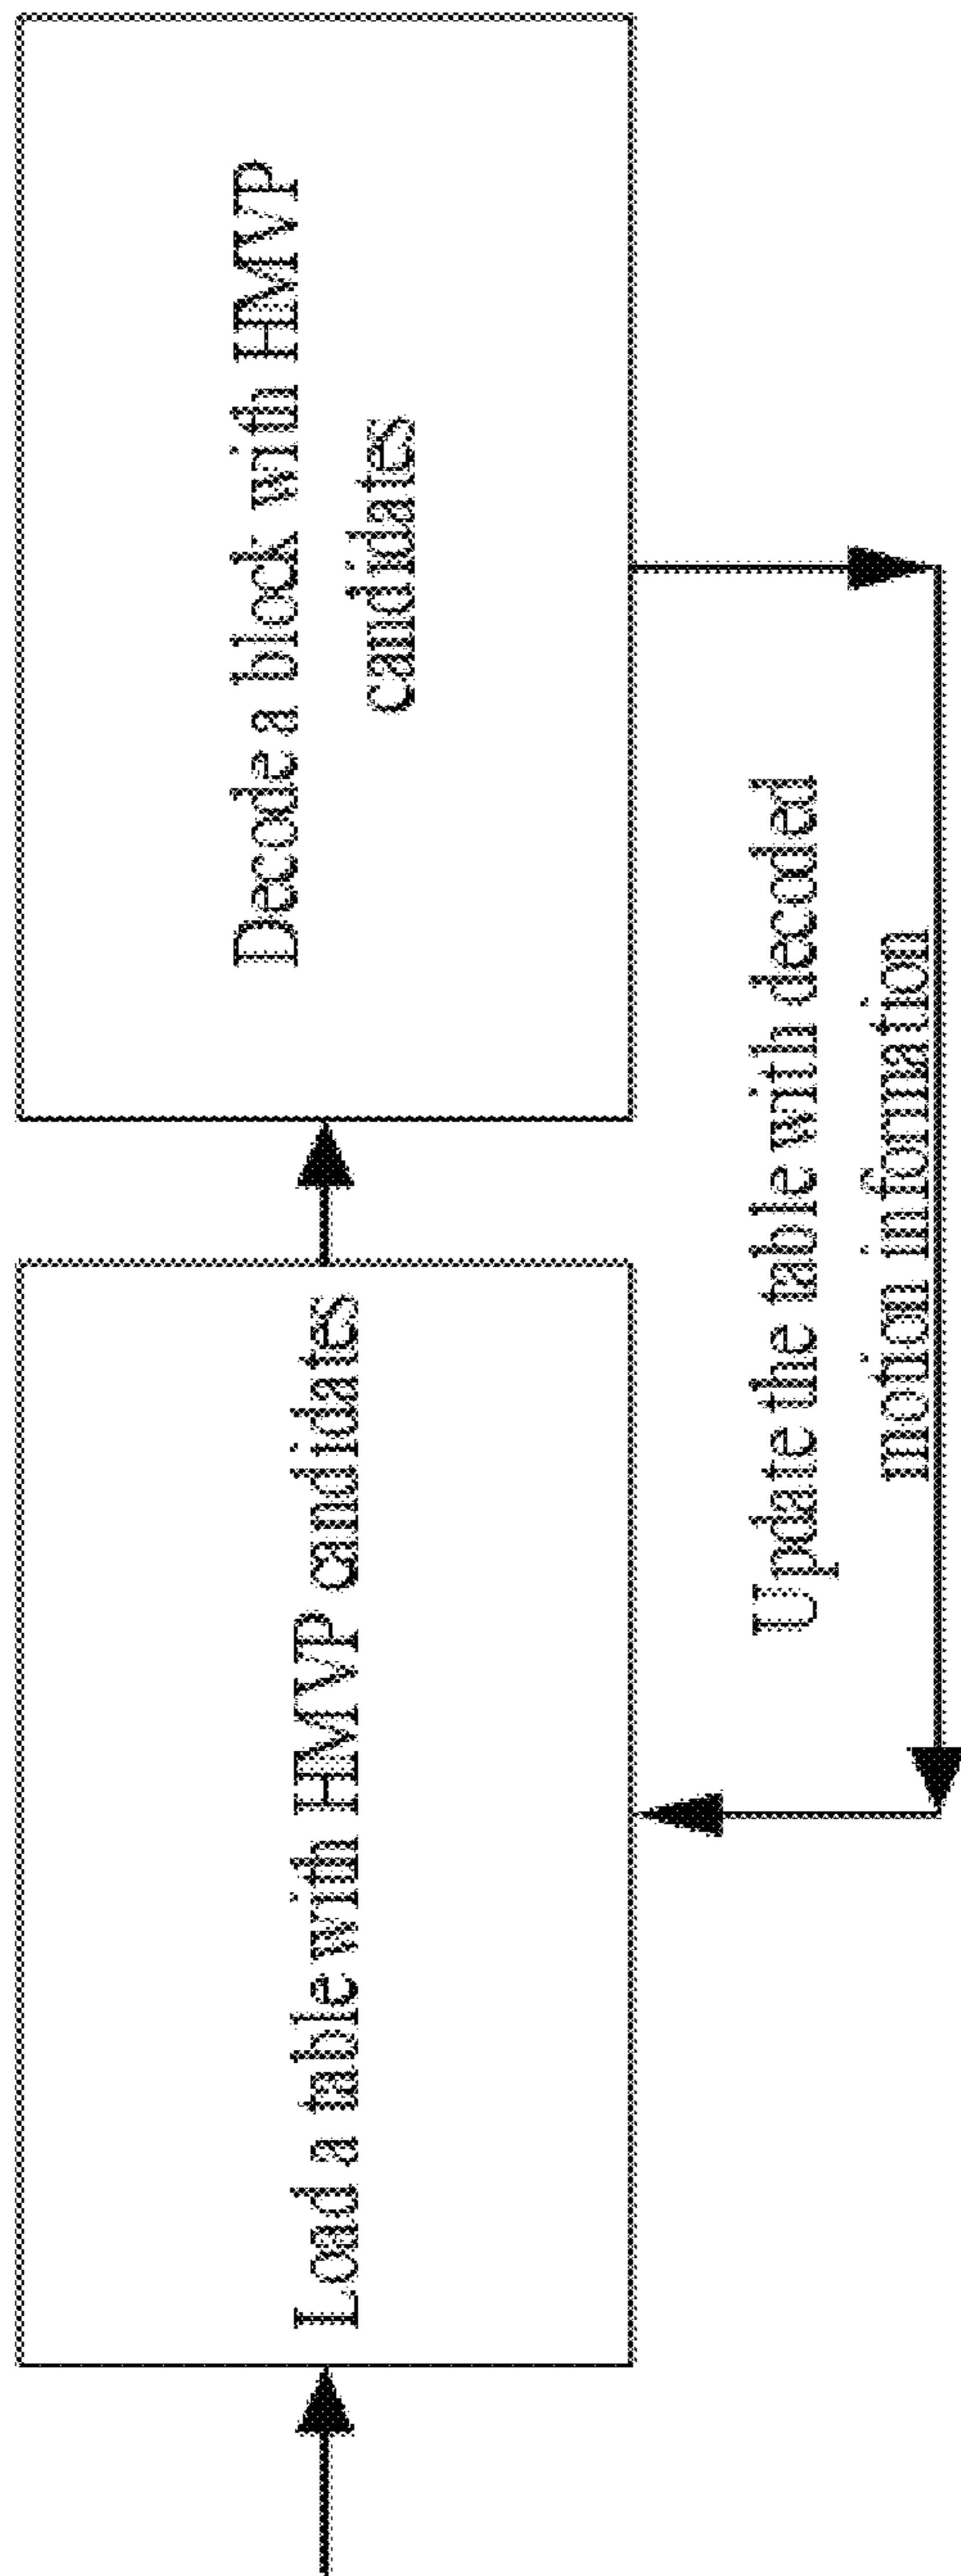 Load a table with HMVP candidates
Decode a block with HMVP
candidates
Update the table with decoded
motion information